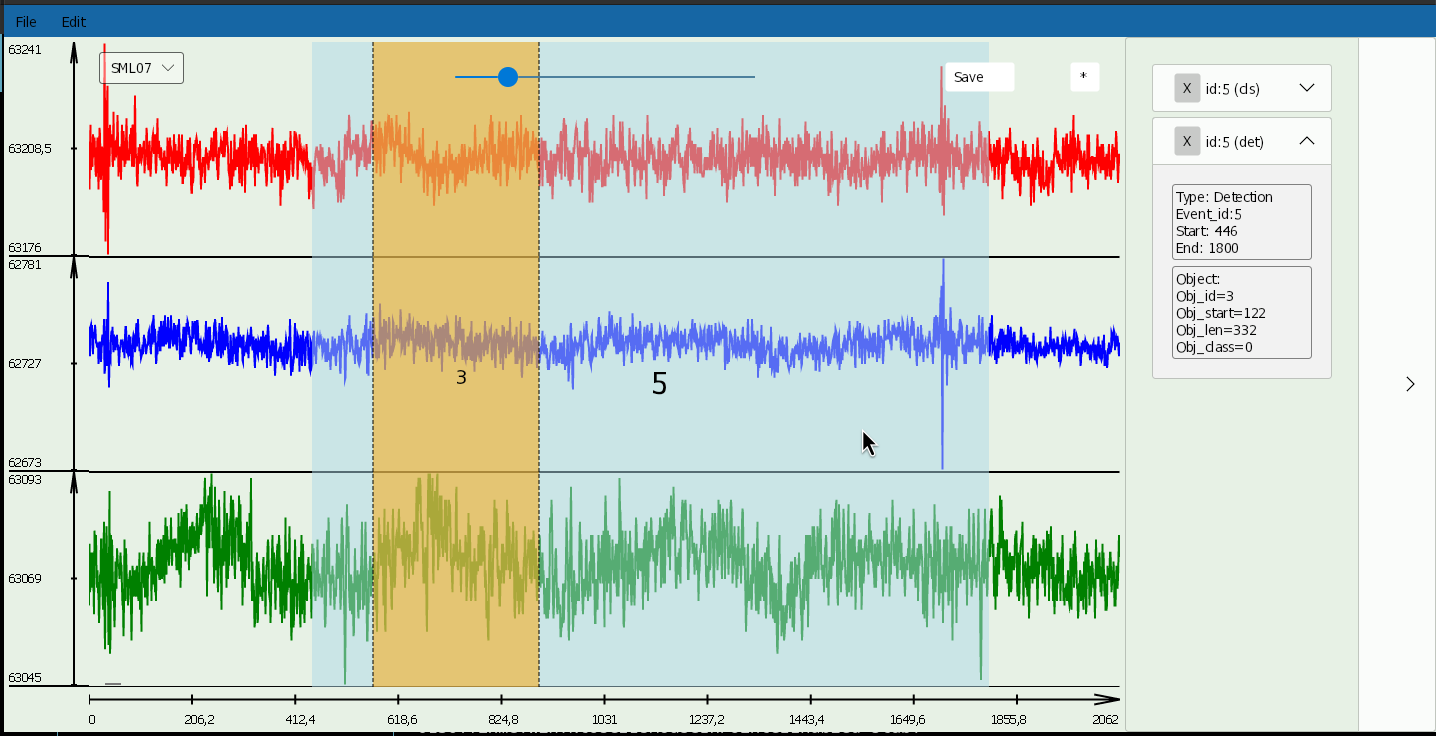 File Edit
63241
SML07
Save
*
63208,5
63176
62781
62727
3
5
62673
63093
63069
63045
0 206,2 412,4 618,6 824,8 1031 1237,2 1443,4 1649,6 1855,8 2062
X id:5 (cls)
X id:5 (det)
Type: Detection
Event_id:5
Start: 446
End: 1800
Object:
Obj_id=3
Obj_start=122
Obj_len=332
Obj_class=0